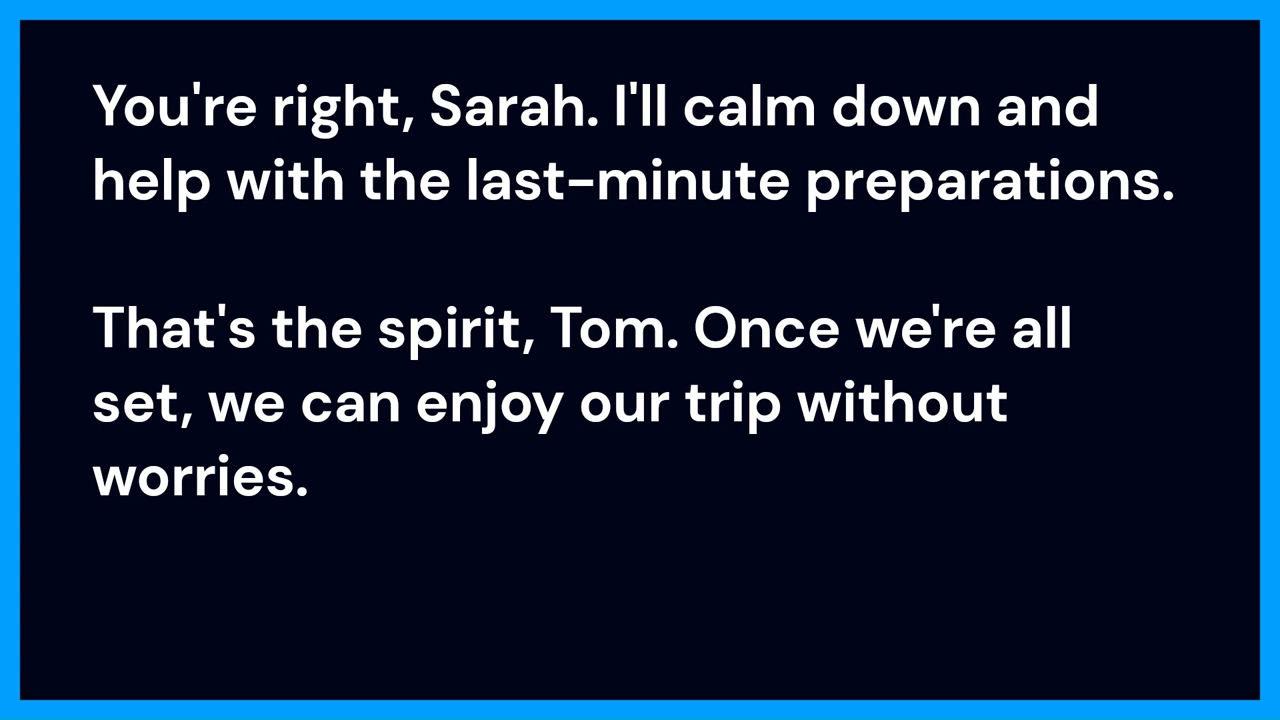 You're right, Sarah. I'll calm down and
help with the last-minute preparations.
That's the spirit, Tom. Once we're all
set, we can enjoy our trip without
worries.